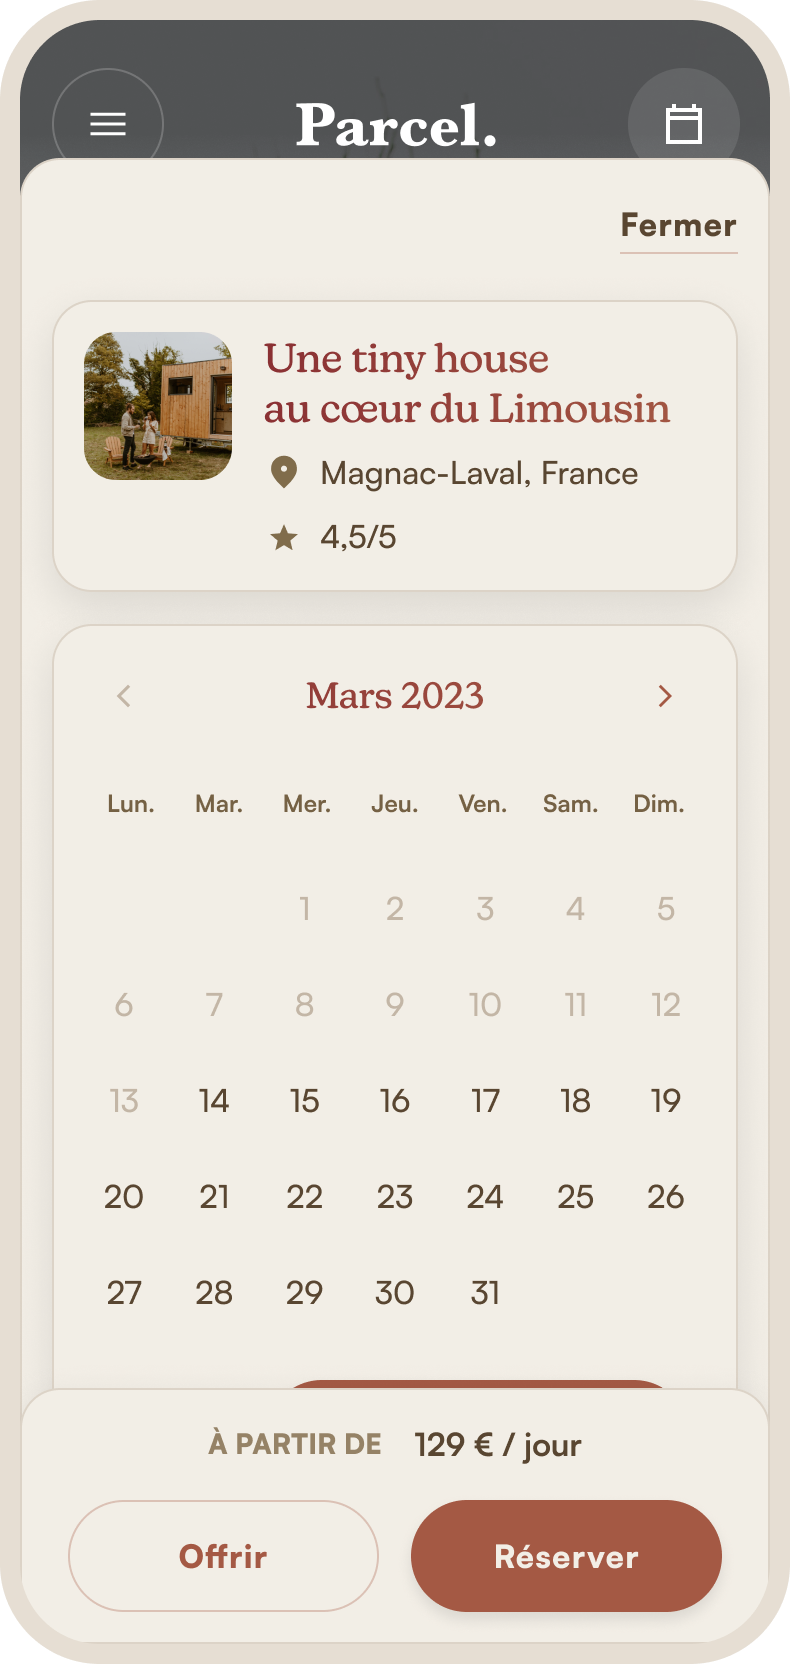 Parcel.
Fermer
Une tiny house
au cœur du Limousin
Magnac-Laval, France
4,5/5
Mars 2023
Lun. Mar. Mer. Jeu. Ven. Sam. Dim.
1 2 3 4 5
6 7 8 9 10 11 12
13 14 15 16 17 18 19
20 21 22 23 24 25 26
27 28 29 30 31
À PARTIR DE 129 € / jour
Offrir Réserver